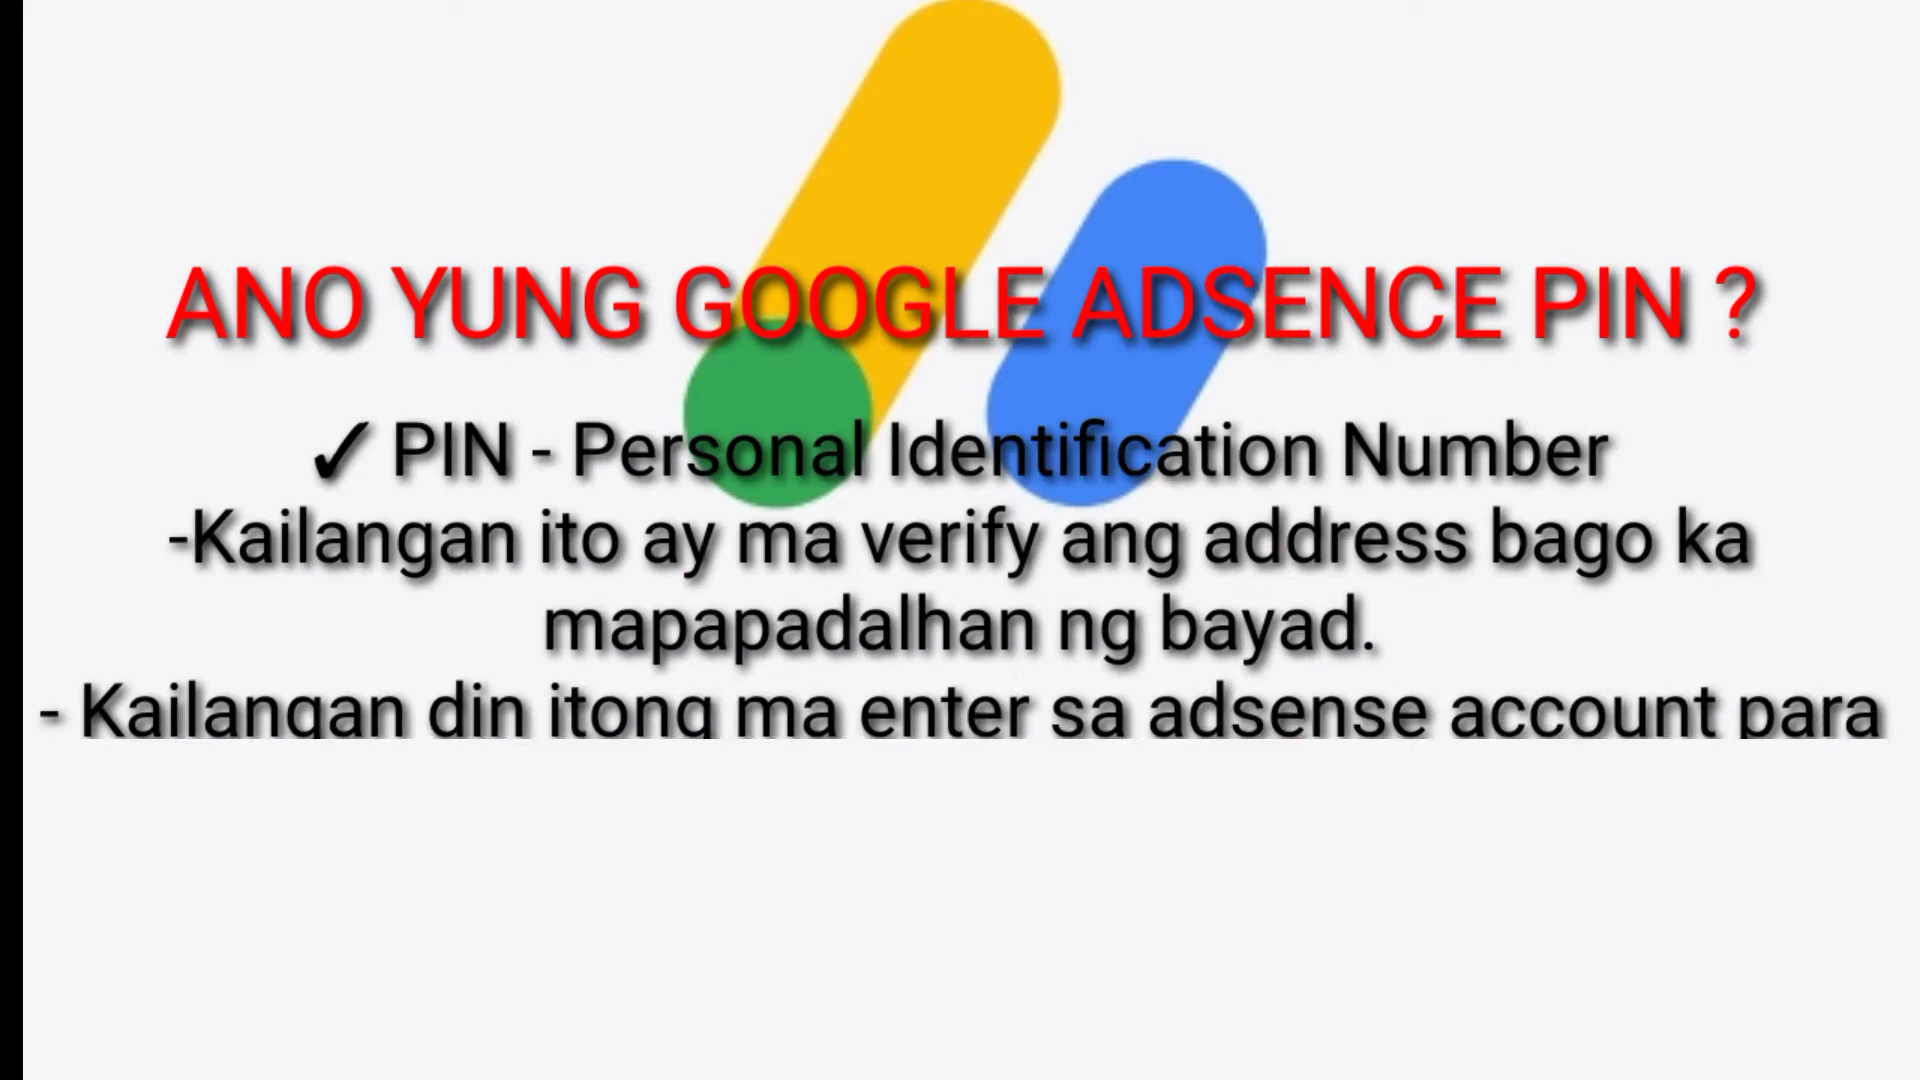 ANO YUNG GOOGLE ADSENCE PIN ?
✓ PIN - Personal Identification Number
-Kailangan ito ay ma verify ang address bago ka
mapapadalhan ng bayad.
- Kailangan din itong ma enter sa adsense account para